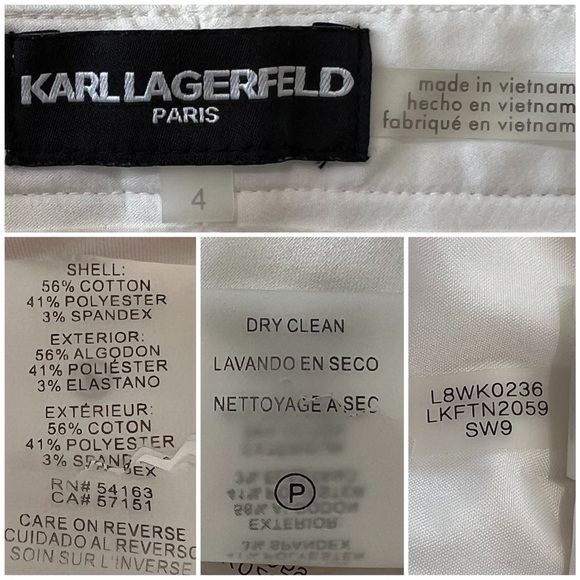 KARL LAGERFELD
PARIS
made in vietnam
hecho en vietnam
fabriqué en vietnam
4
SHELL:
56% COTTON
41% POLYESTER
3% SPANDEX
EXTERIOR:
56% ALGODON
41% POLIÉSTER
3% ELASTANO
EXTÉRIEUR:
56% COTON
41% POLYESTER
3% SPANDEX
RN# 54163
CA# 57151
CARE ON REVERSE
CUIDADO AL REVERSO
SOIN SUR L'INVERSE
DRY CLEAN
LAVANDO EN SECO
NETTOYAGE A SEC
P
L8WK0236
LKFTN2059
SW9